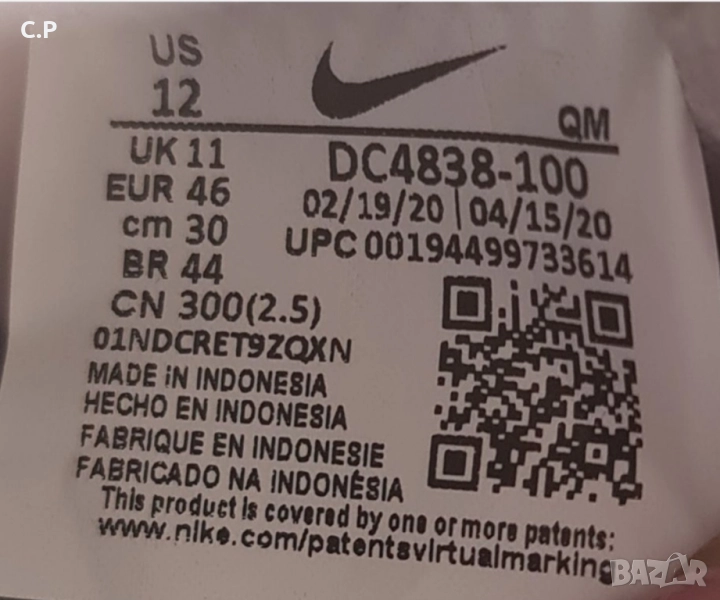 C.P
US
12
QM
UK 11
EUR 46
cm 30
BR 44
CN 300(2.5)
DC4838-100
02/19/20 | 04/15/20
UPC 00194499733614
01NDCRET9ZQXN
MADE iN INDONESIA
HECHO EN INDONESIA
FABRIQUE EN INDONESIE
FABRICADO NA INDONÉSIA
This product is covered by one or more patents:
www.nike.com/patentsvirtualmarking
BAZAR